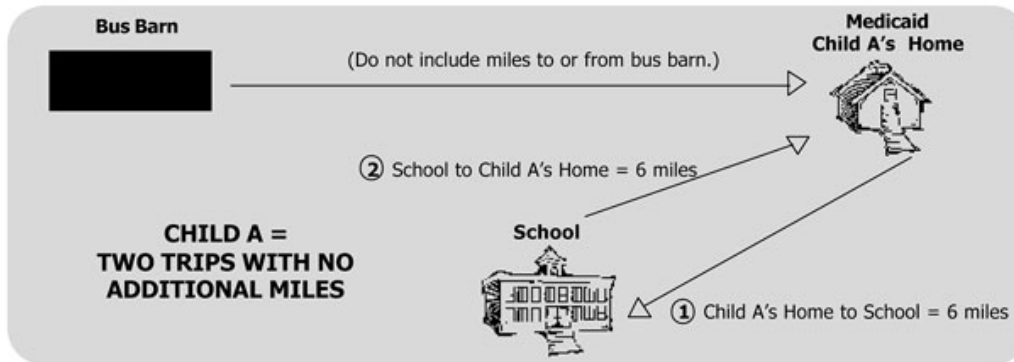 Bus Barn
Medicaid
Child A's Home
(Do not include miles to or from bus barn.)
② School to Child A's Home = 6 miles
CHILD A =
TWO TRIPS WITH NO
ADDITIONAL MILES
School
① Child A's Home to School = 6 miles